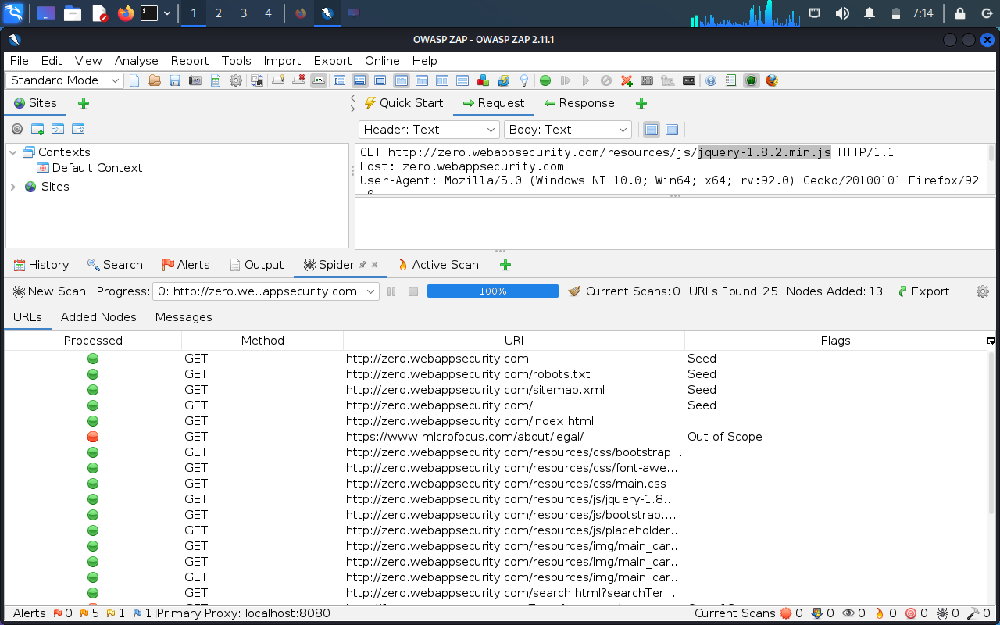 1 2 3 4 7:14
OWASP ZAP - OWASP ZAP 2.11.1
File Edit View Analyse Report Tools Import Export Online Help
Standard Mode
Sites Quick Start Request Response
Header: Text Body: Text
Contexts
Default Context
Sites
GET http://zero.webappsecurity.com/resources/js/jquery-1.8.2.min.js HTTP/1.1
Host: zero.webappsecurity.com
User-Agent: Mozilla/5.0 (Windows NT 10.0; Win64; x64; rv:92.0) Gecko/20100101 Firefox/92
History Search Alerts Output Spider Active Scan
New Scan Progress: 0: http://zero.we..appsecurity.com 100% Current Scans: 0 URLs Found: 25 Nodes Added: 13 Export
URLs Added Nodes Messages
Processed Method URI Flags
GET http://zero.webappsecurity.com Seed
GET http://zero.webappsecurity.com/robots.txt Seed
GET http://zero.webappsecurity.com/sitemap.xml Seed
GET http://zero.webappsecurity.com/ Seed
GET http://zero.webappsecurity.com/index.html
GET https://www.microfocus.com/about/legal/ Out of Scope
GET http://zero.webappsecurity.com/resources/css/bootstrap...
GET http://zero.webappsecurity.com/resources/css/font-awe...
GET http://zero.webappsecurity.com/resources/css/main.css
GET http://zero.webappsecurity.com/resources/js/jquery-1.8....
GET http://zero.webappsecurity.com/resources/js/bootstrap....
GET http://zero.webappsecurity.com/resources/js/placeholder...
GET http://zero.webappsecurity.com/resources/img/main_car...
GET http://zero.webappsecurity.com/resources/img/main_car...
GET http://zero.webappsecurity.com/resources/img/main_car...
GET http://zero.webappsecurity.com/search.html?searchTer...
Alerts 0 5 1 1 Primary Proxy: localhost:8080 Current Scans 0 0 0 0 0 0 0